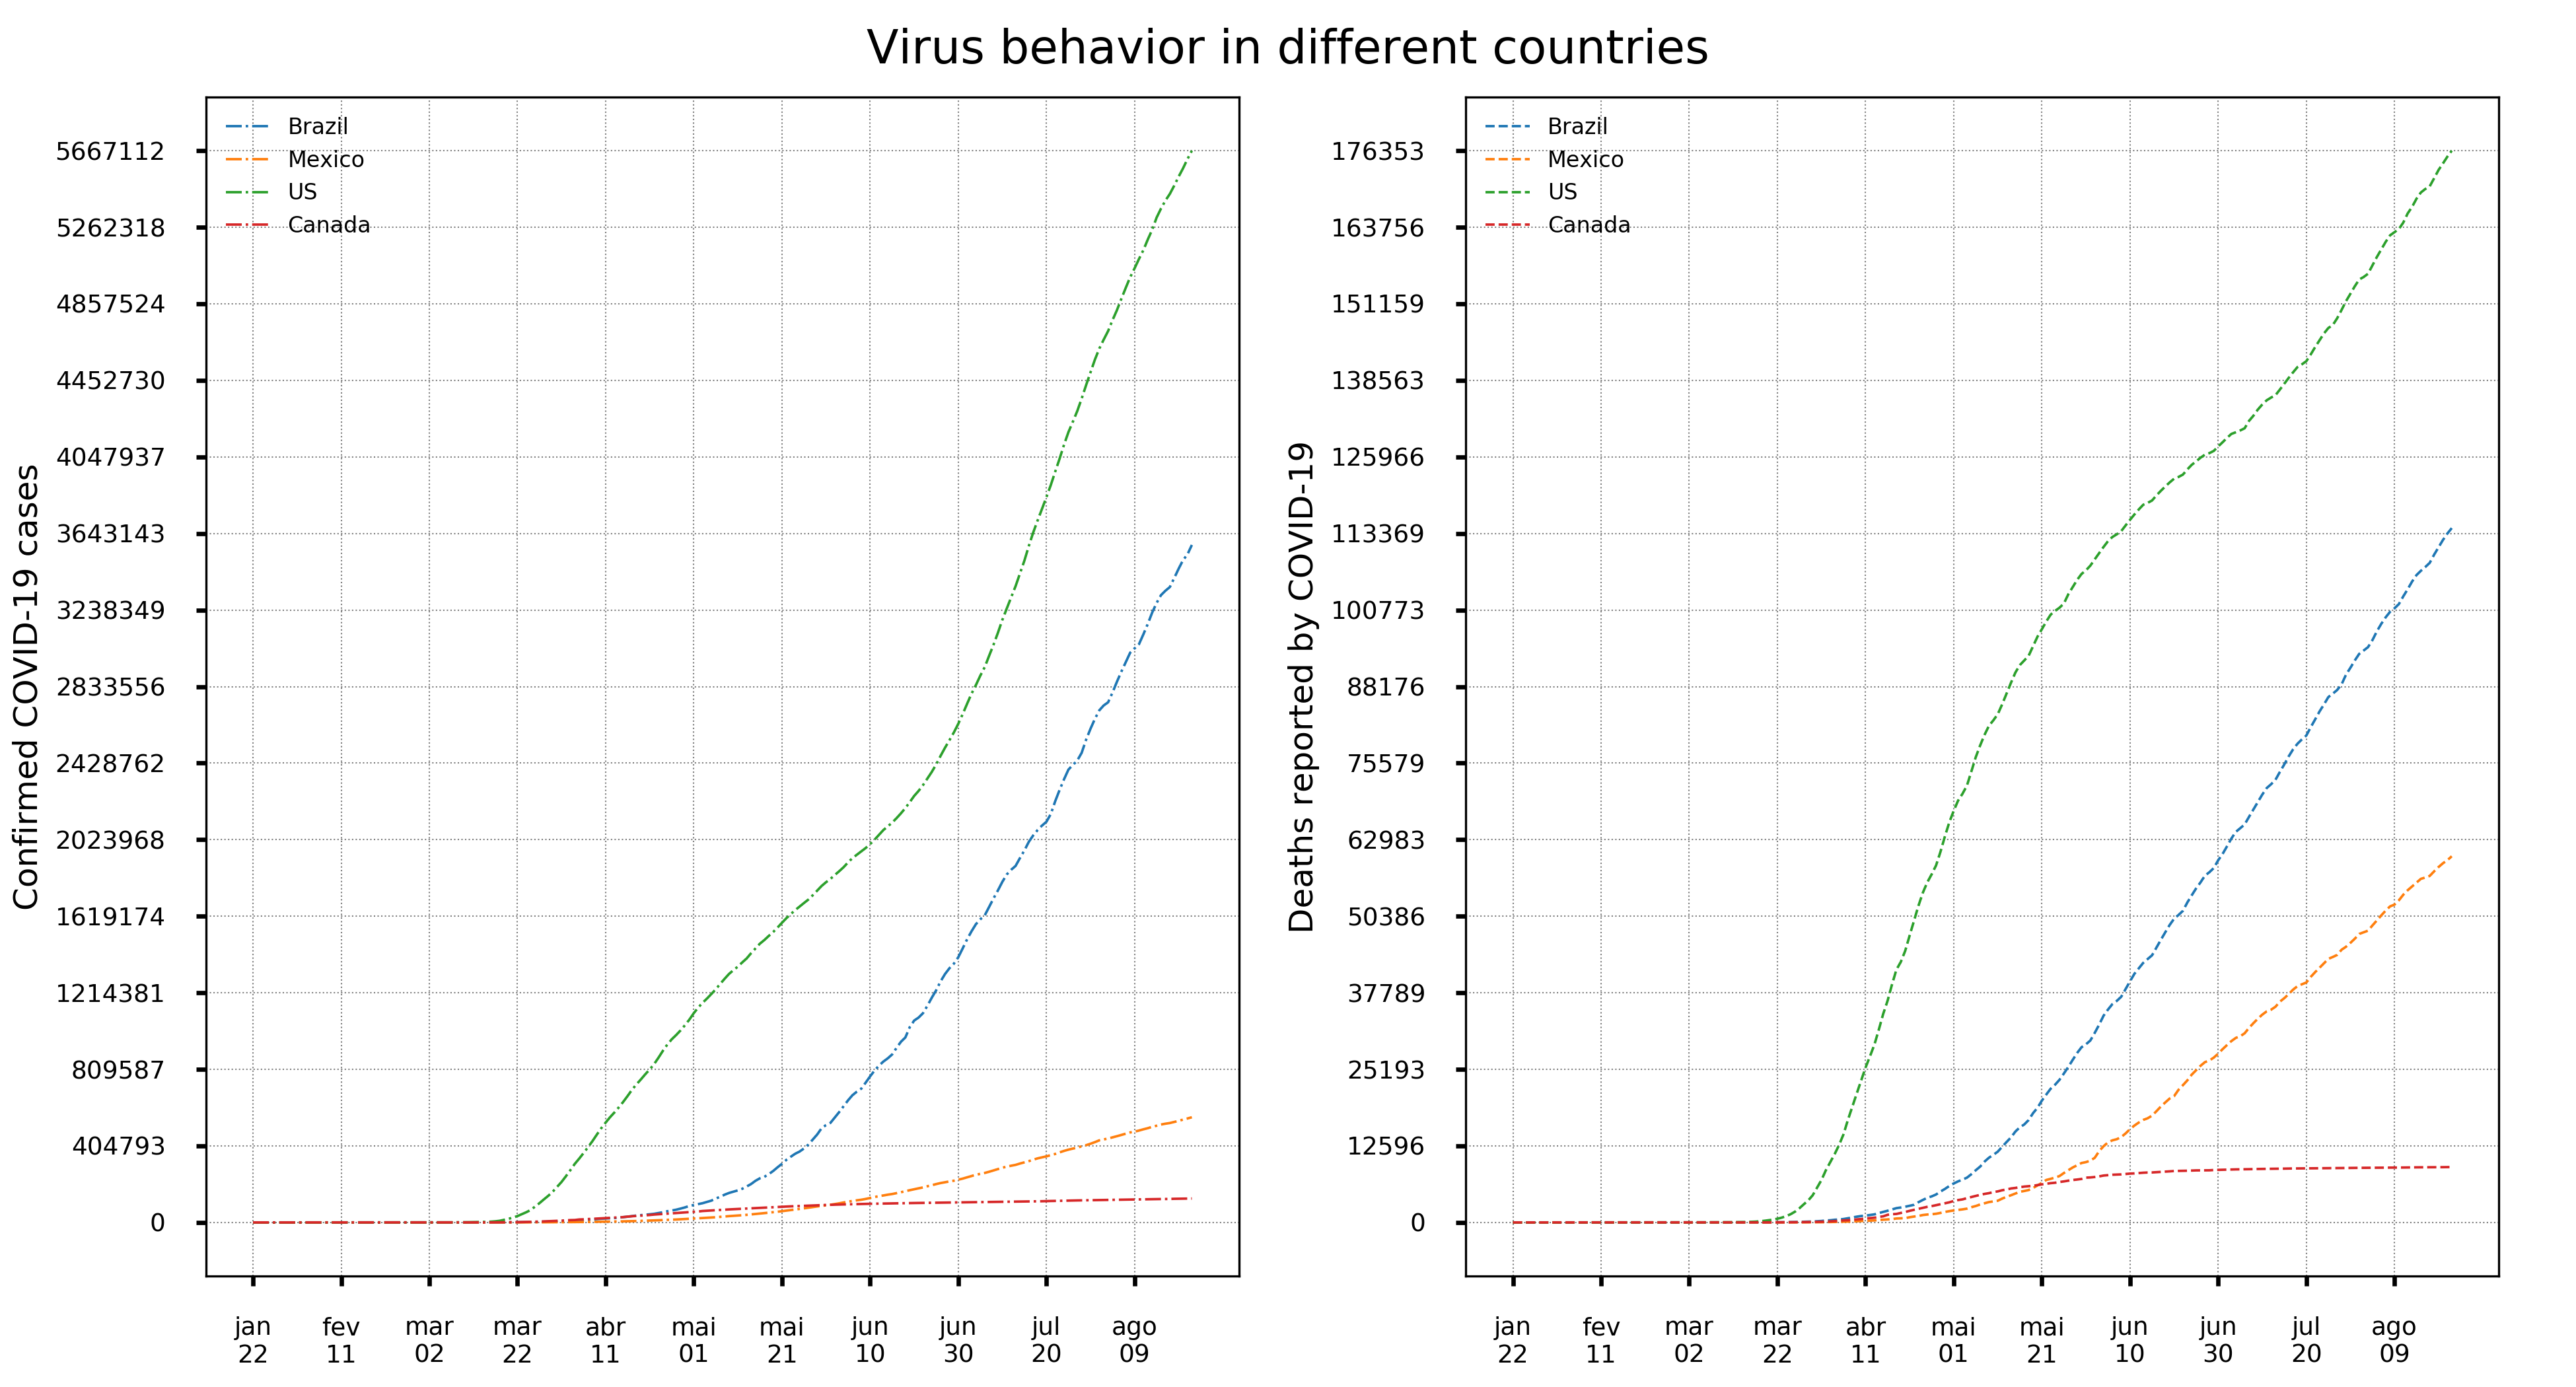 Virus behavior in different countries
Confirmed COVID-19 cases
Brazil
Mexico
US
Canada
5667112
5262318
4857524
4452730
4047937
3643143
3238349
2833556
2428762
2023968
1619174
1214381
809587
404793
0
jan 22
fev 11
mar 02
mar 22
abr 11
mai 01
mai 21
jun 10
jun 30
jul 20
ago 09
Deaths reported by COVID-19
Brazil
Mexico
US
Canada
176353
163756
151159
138563
125966
113369
100773
88176
75579
62983
50386
37789
25193
12596
0
jan 22
fev 11
mar 02
mar 22
abr 11
mai 01
mai 21
jun 10
jun 30
jul 20
ago 09